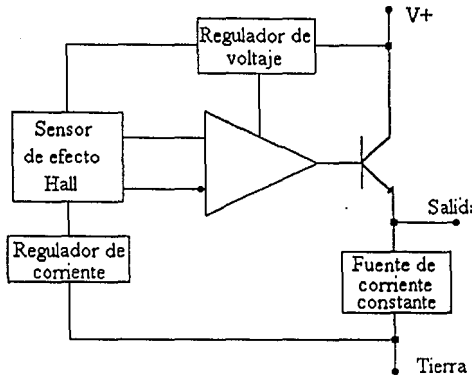 V+
Regulador de
voltaje
Sensor
de efecto
Hall
Salida
Regulador de
corriente
Fuente de
corriente
constante
Tierra